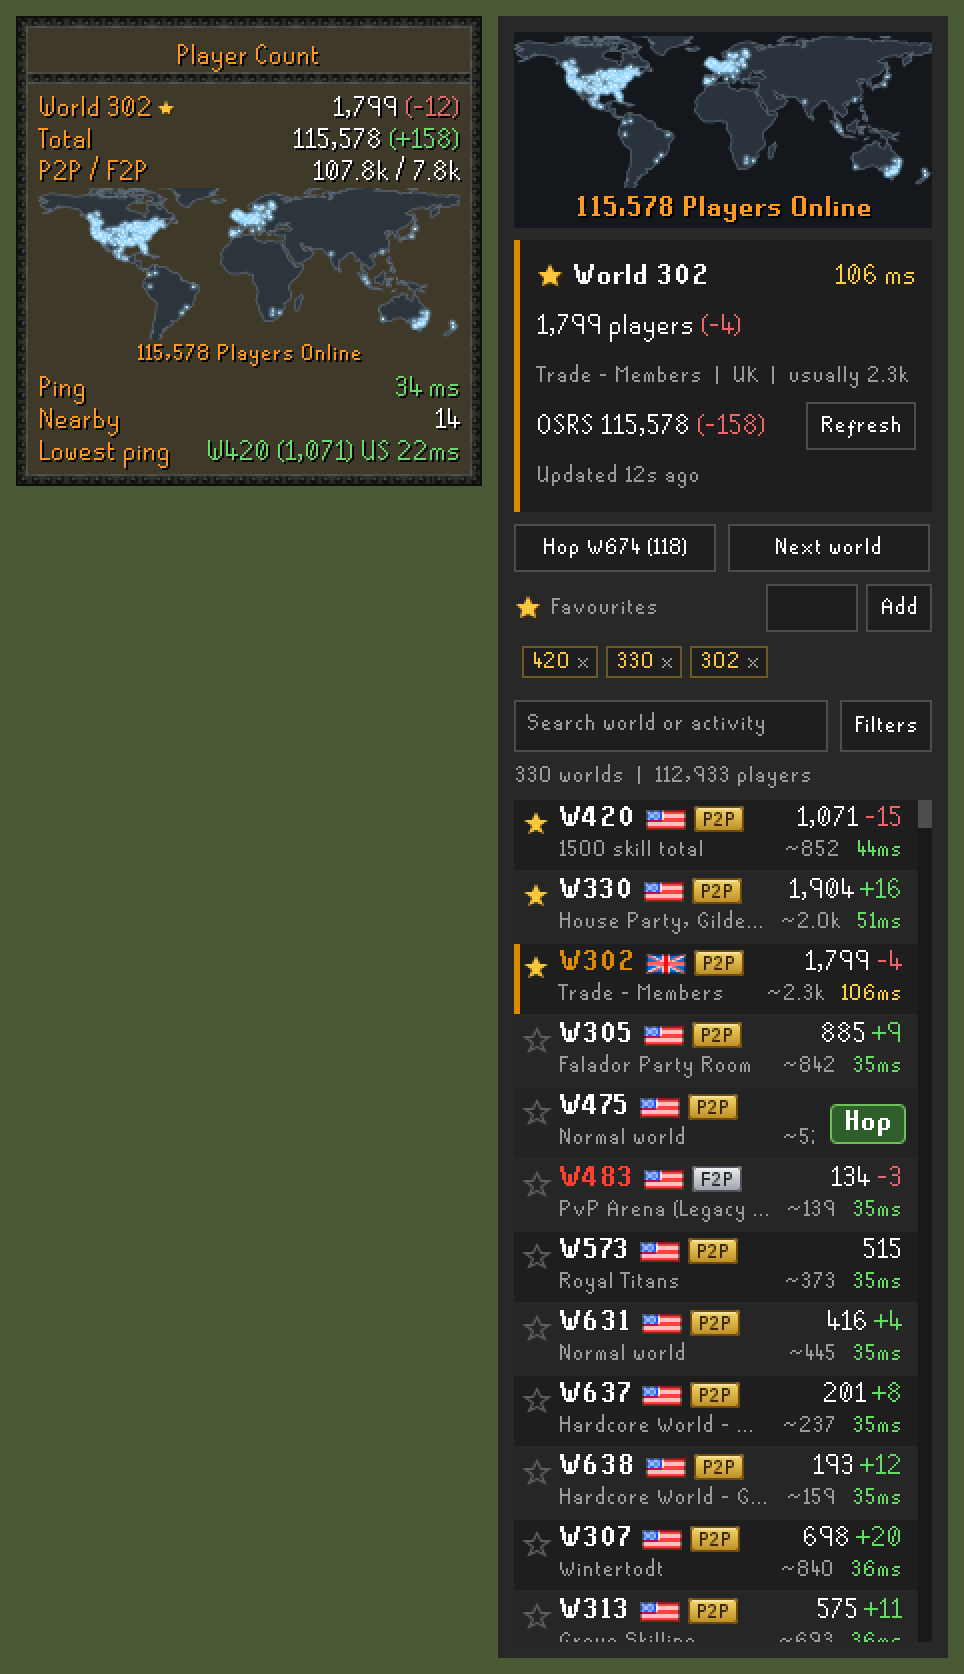 Player Count
World 302 1,799 (-12)
Total 115,578 (+158)
P2P / F2P 107.8k / 7.8k
115,578 Players Online
Ping 34 ms
Nearby 14
Lowest ping W420 (1,071) US 22ms
115,578 Players Online
World 302 106 ms
1,799 players (-4)
Trade - Members | UK | usually 2.3k
OSRS 115,578 (-158) Refresh
Updated 12s ago
Hop W674 (118) Next world
Favourites Add
420 x 330 x 302 x
Search world or activity Filters
330 worlds | 112,933 players
W420 P2P 1,071 -15
1500 skill total ~852 44ms
W330 P2P 1,904 +16
House Party, Gilde... ~2.0k 51ms
W302 P2P 1,799 -4
Trade - Members ~2.3k 106ms
W305 P2P 885 +9
Falador Party Room ~842 35ms
W475 P2P
Normal world Hop
W483 F2P 134 -3
PvP Arena (Legacy ... ~139 35ms
W573 P2P 515
Royal Titans ~373 35ms
W631 P2P 416 +4
Normal world ~445 35ms
W637 P2P 201 +8
Hardcore World - ... ~237 35ms
W638 P2P 193 +12
Hardcore World - G... ~159 35ms
W307 P2P 698 +20
Wintertodt ~840 36ms
W313 P2P 575 +11
~693 36ms